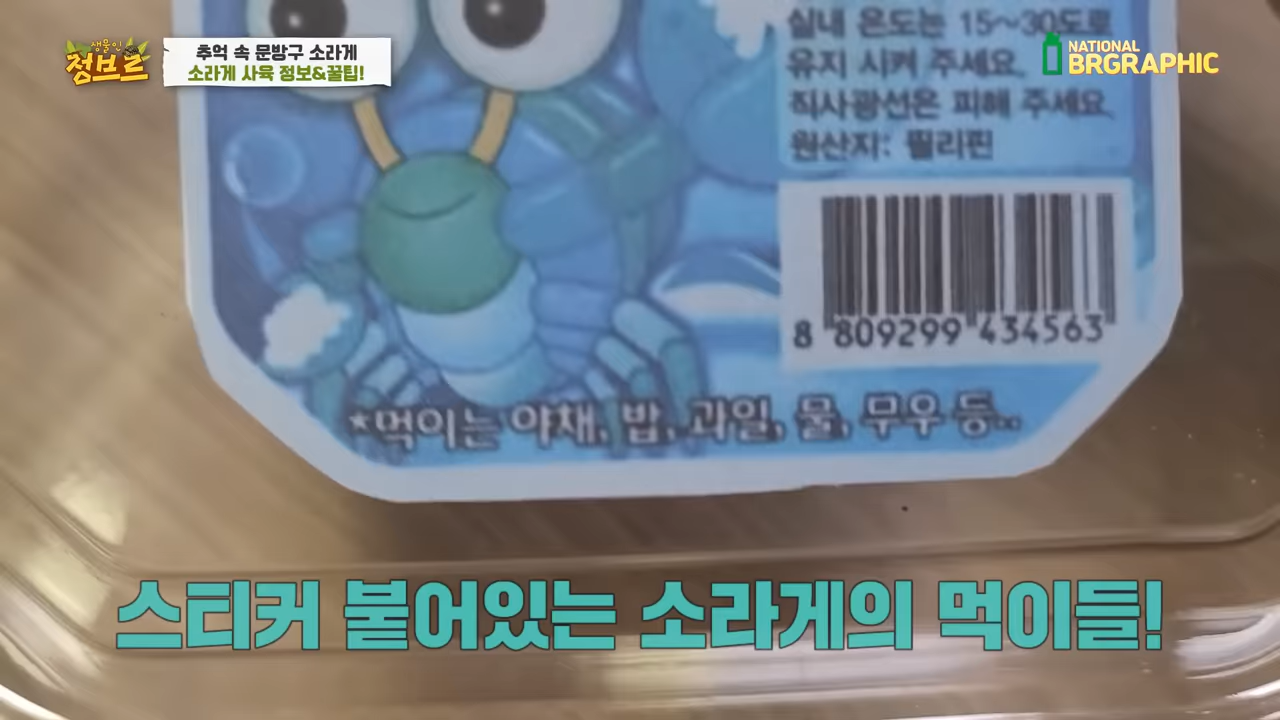 생물인
정브르
추억 속 문방구 소라게
소라게 사육 정보&꿀팁!
NATIONAL
BRGRAPHIC
실내 온도는 15~30도로
유지 시켜 주세요.
직사광선은 피해 주세요.
원산지: 필리핀
8 809299 434563
*먹이는 야채, 밥, 과일, 물, 무우 등..
스티커 붙어있는 소라게의 먹이들!